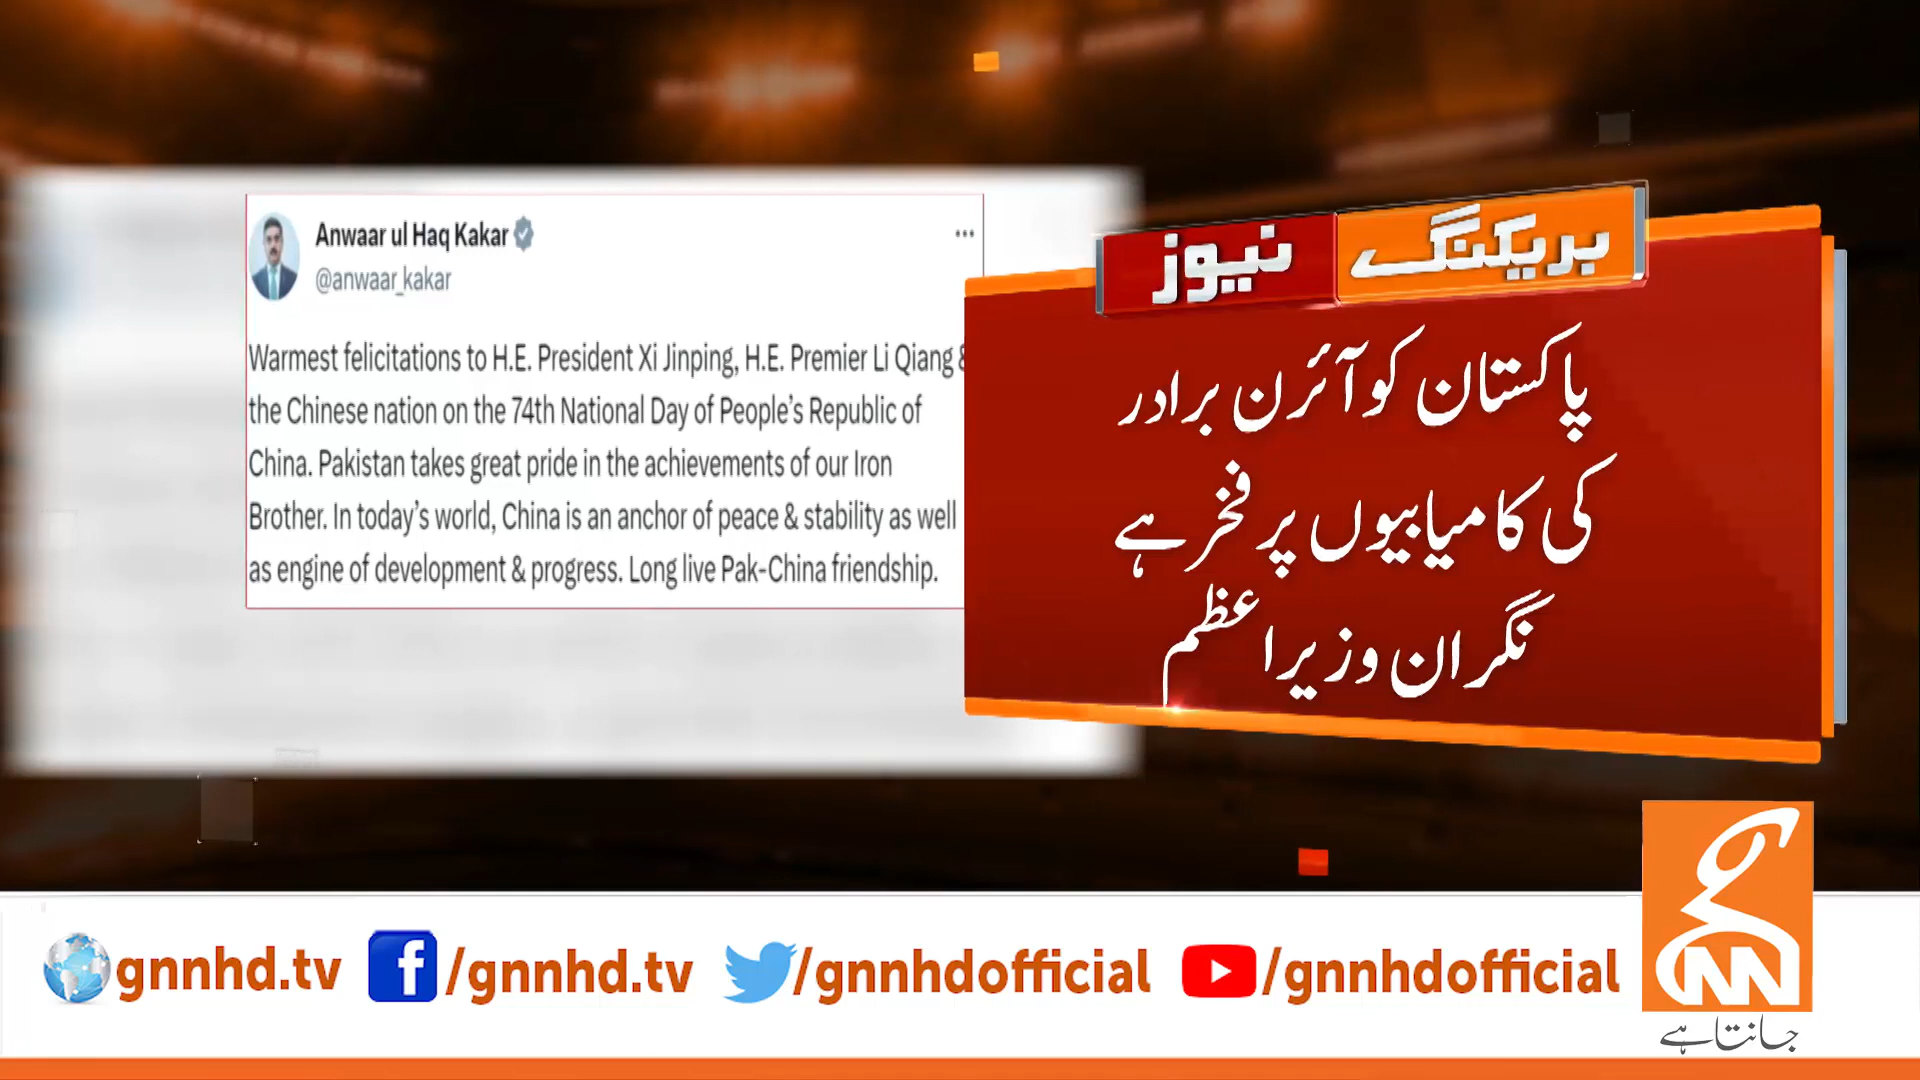 Anwaar ul Haq Kakar
@anwaar_kakar
Warmest felicitations to H.E. President Xi Jinping, H.E. Premier Li Qiang &
the Chinese nation on the 74th National Day of People's Republic of
China. Pakistan takes great pride in the achievements of our Iron
Brother. In today's world, China is an anchor of peace & stability as well
as engine of development & progress. Long live Pak-China friendship.
بریکنگ نیوز
پاکستان کو آئرن برادر
کی کامیابیوں پر فخر ہے
نگران وزیراعظم
gnnhd.tv /gnnhd.tv /gnnhdofficial /gnnhdofficial
GNN
جانتا ہے